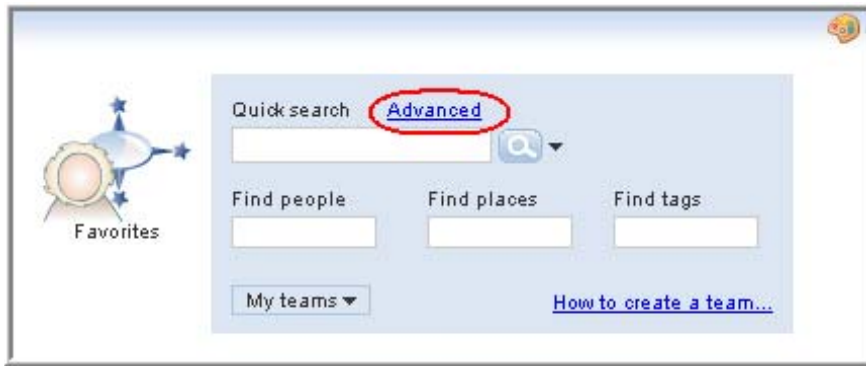 Quick search Advanced
Find people Find places Find tags
Favorites
My teams How to create a team...